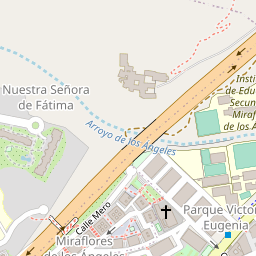 Nuestra Señora
de Fátima
Arroyo de los Ángeles
Calle Mero
Miraflores
de los Ángeles
Parque Victor
Eugenia
Instit
de Edu
Secun
Miraf
de los A